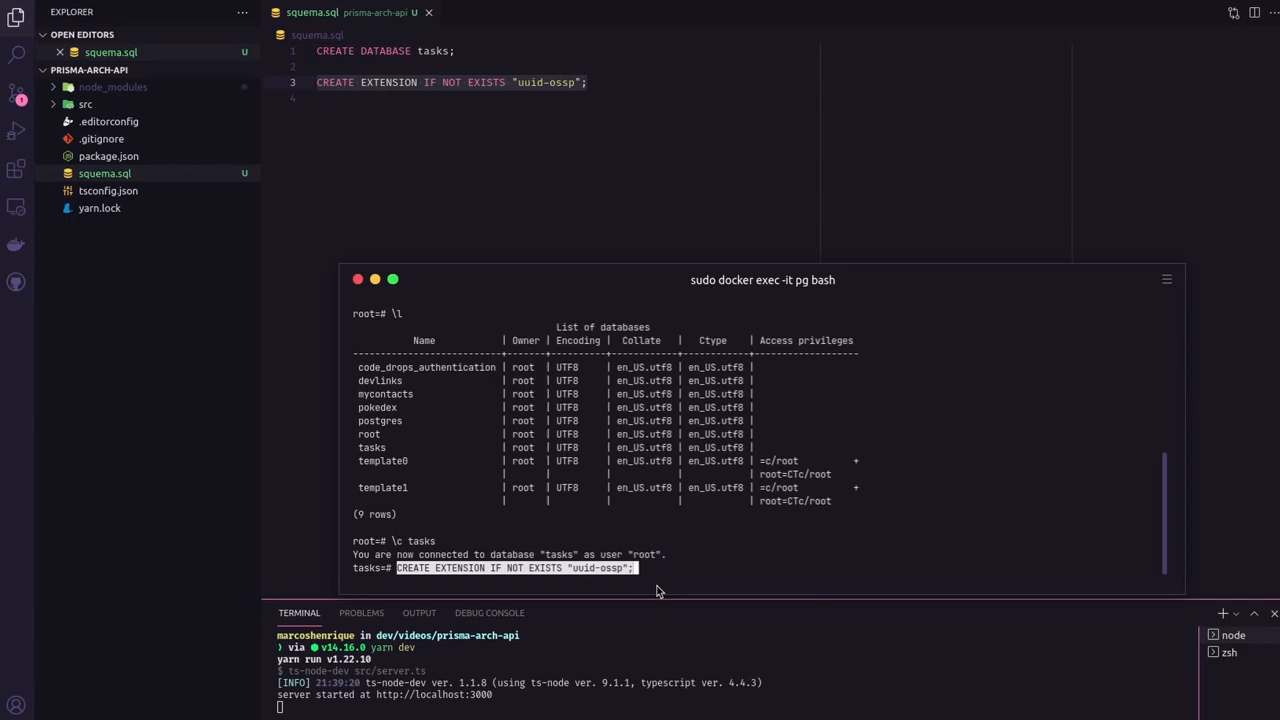 EXPLORER
OPEN EDITORS
squema.sql U
PRISMA-ARCH-API
node_modules
src
.editorconfig
.gitignore
package.json
squema.sql U
tsconfig.json
yarn.lock
1
squema.sql prisma-arch-api U
squema.sql
1 CREATE DATABASE tasks;
2
3 CREATE EXTENSION IF NOT EXISTS "uuid-ossp";
4
sudo docker exec -it pg bash
root=# \l
List of databases
Name | Owner | Encoding | Collate | Ctype | Access privileges
---------------------------+-------+----------+------------+------------+-------------------
code_drops_authentication | root | UTF8 | en_US.utf8 | en_US.utf8 |
devlinks | root | UTF8 | en_US.utf8 | en_US.utf8 |
mycontacts | root | UTF8 | en_US.utf8 | en_US.utf8 |
pokedex | root | UTF8 | en_US.utf8 | en_US.utf8 |
postgres | root | UTF8 | en_US.utf8 | en_US.utf8 |
root | root | UTF8 | en_US.utf8 | en_US.utf8 |
tasks | root | UTF8 | en_US.utf8 | en_US.utf8 |
template0 | root | UTF8 | en_US.utf8 | en_US.utf8 | =c/root +
| | | | | root=CTc/root
template1 | root | UTF8 | en_US.utf8 | en_US.utf8 | =c/root +
| | | | | root=CTc/root
(9 rows)
root=# \c tasks
You are now connected to database "tasks" as user "root".
tasks=# CREATE EXTENSION IF NOT EXISTS "uuid-ossp";
TERMINAL PROBLEMS OUTPUT DEBUG CONSOLE
marcoshenrique in dev/videos/prisma-arch-api
❯ via ⬢ v14.16.0 yarn dev
yarn run v1.22.10
$ ts-node-dev src/server.ts
[INFO] 21:39:20 ts-node-dev ver. 1.1.8 (using ts-node ver. 9.1.1, typescript ver. 4.4.3)
server started at http://localhost:3000
node
zsh